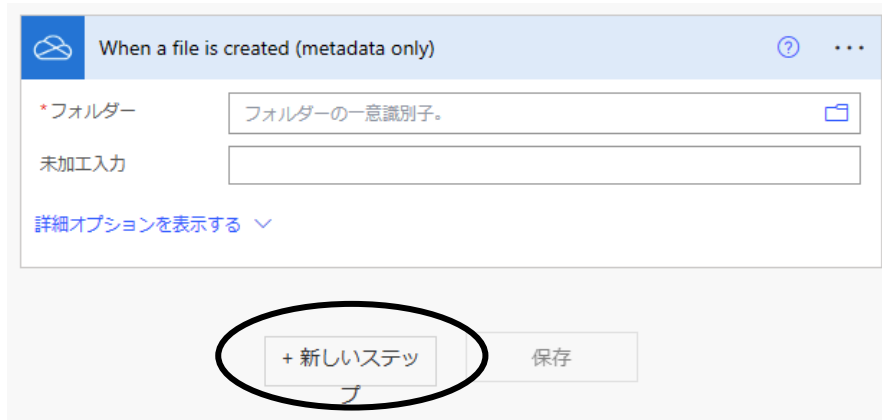 When a file is created (metadata only)
*フォルダー
フォルダーの一意識別子。
未加工入力
詳細オプションを表示する
+ 新しいステッ
プ
保存